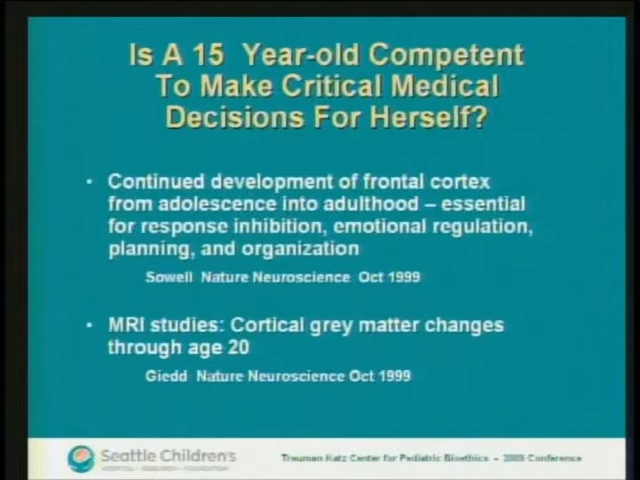 Is A 15 Year-old Competent
To Make Critical Medical
Decisions For Herself?
• Continued development of frontal cortex
from adolescence into adulthood – essential
for response inhibition, emotional regulation,
planning, and organization
Sowell Nature Neuroscience Oct 1999
• MRI studies: Cortical grey matter changes
through age 20
Giedd Nature Neuroscience Oct 1999
Seattle Children's
HOSPITAL • RESEARCH • FOUNDATION
Treuman Katz Center for Pediatric Bioethics • Conference